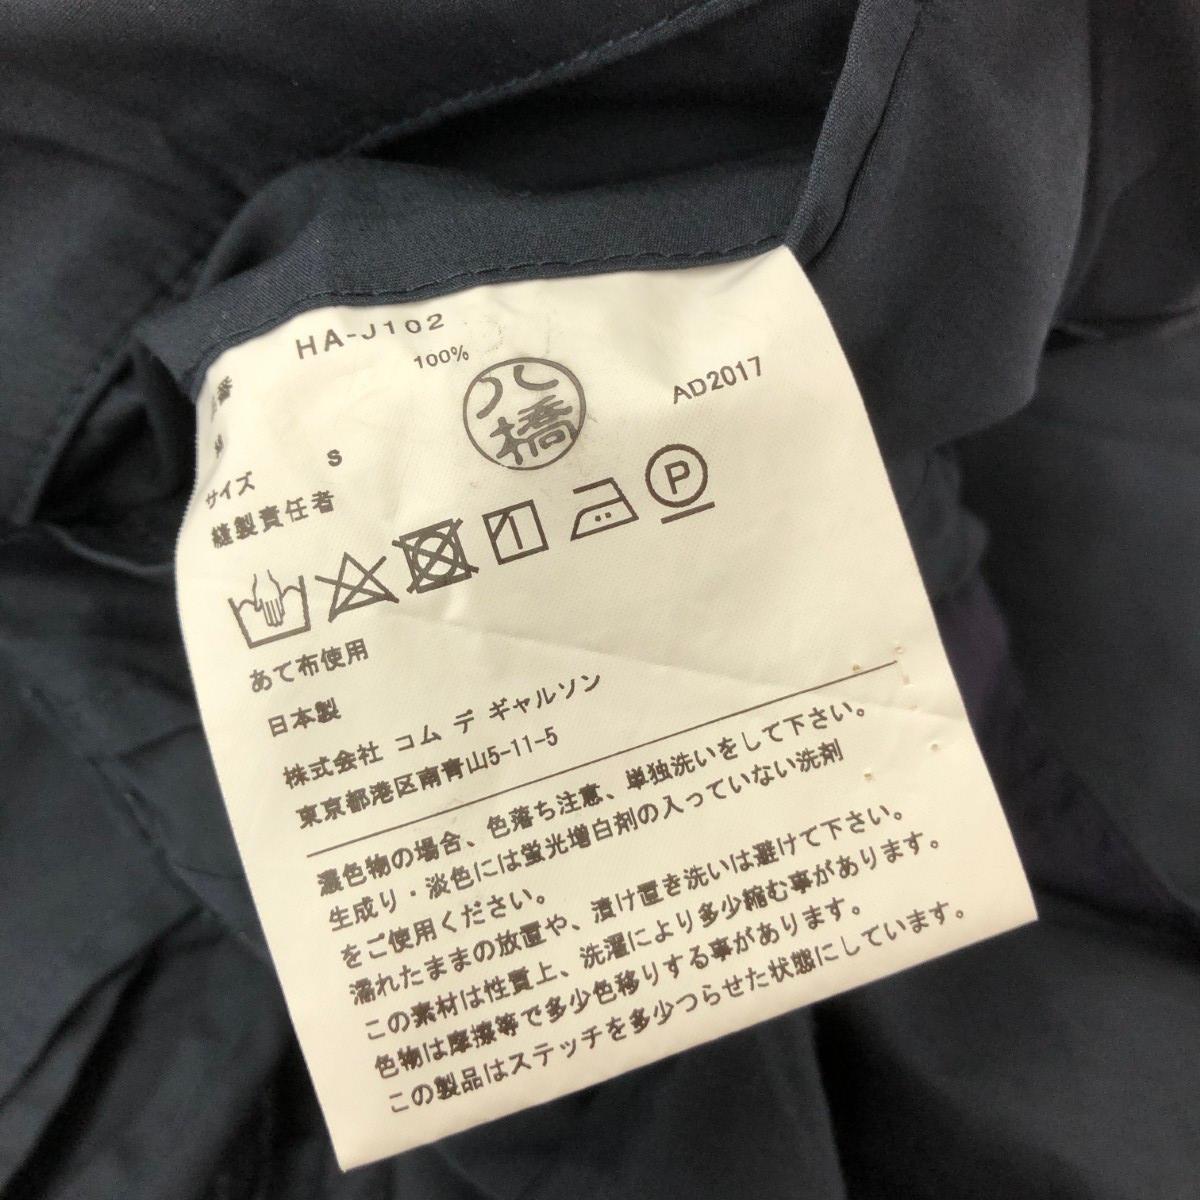 HA-J102
番
100%
AD2017
八橋
サイズ S
縫製責任者
P
あて布使用
日本製
株式会社 コム デ ギャルソン
東京都港区南青山5-11-5
濃色物の場合、色落ち注意、単独洗いをして下さい。
生成り・淡色には蛍光増白剤の入っていない洗剤
をご使用ください。
濡れたままの放置や、漬け置き洗いは避けて下さい。
この素材は性質上、洗濯により多少縮む事があります。
色物は摩擦等で多少色移りする事があります。
この製品はステッチを多少つらせた状態にしています。